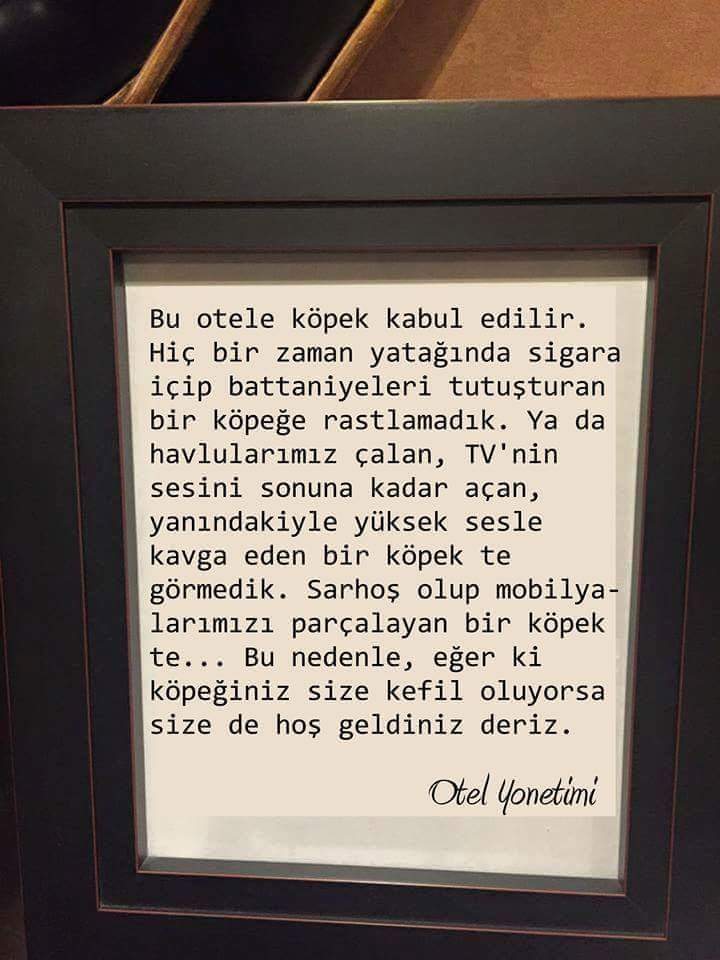 Bu otele köpek kabul edilir.
Hiç bir zaman yatağında sigara
içip battaniyeleri tutuşturan
bir köpeğe rastlamadık. Ya da
havlularımız çalan, TV'nin
sesini sonuna kadar açan,
yanındakiyle yüksek sesle
kavga eden bir köpek te
görmedik. Sarhoş olup mobilya-
larımızı parçalayan bir köpek
te... Bu nedenle, eğer ki
köpeğiniz size kefil oluyorsa
size de hoş geldiniz deriz.
Otel Yonetimi